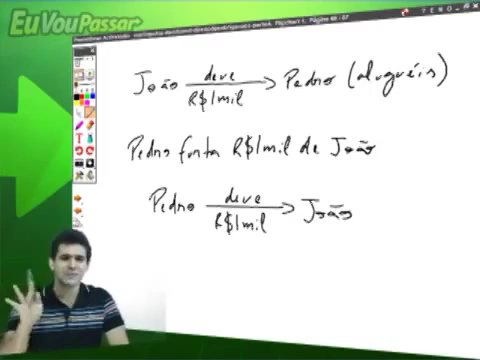 EuVouPassar
João deve R$1mil → Pedro (aluguéis)
Pedro furta R$1mil de João
Pedro deve R$1mil → João